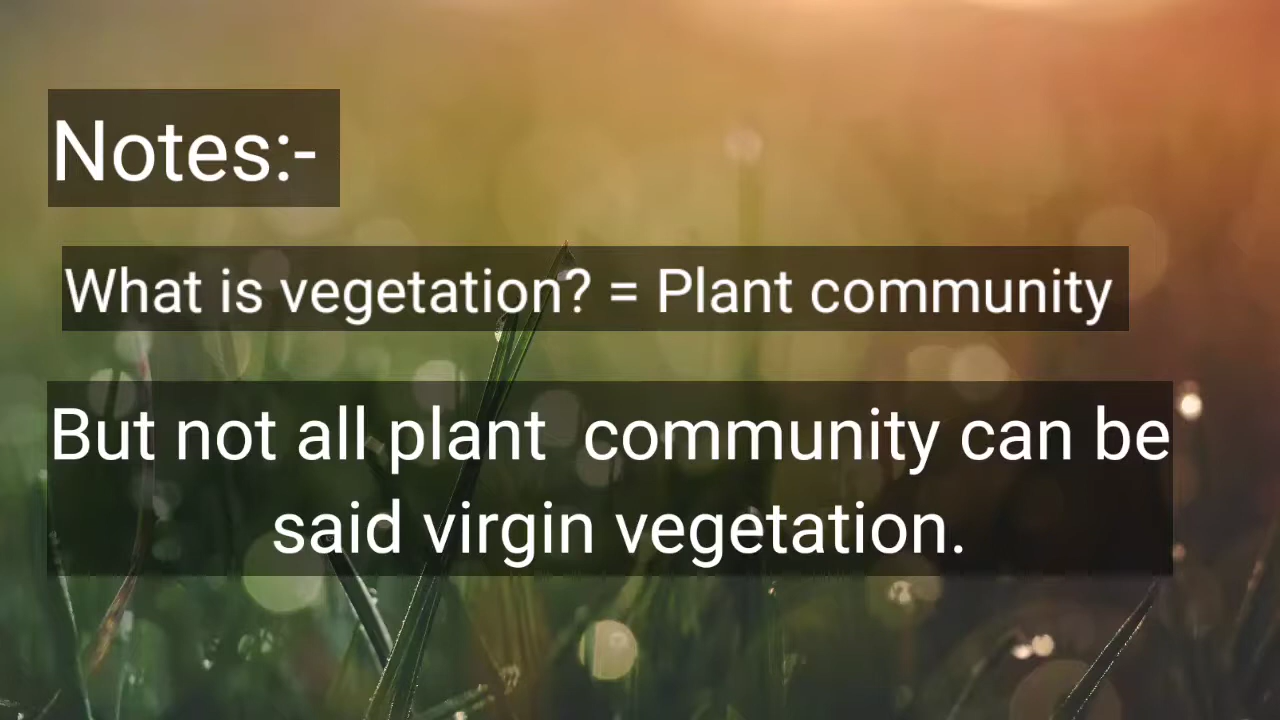 Notes:-
What is vegetation? = Plant community
But not all plant  community can be
said virgin vegetation.